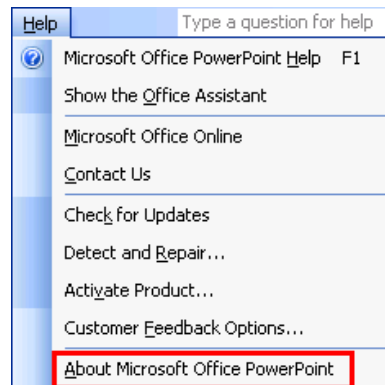 Help Type a question for help
Microsoft Office PowerPoint Help F1
Show the Office Assistant
Microsoft Office Online
Contact Us
Check for Updates
Detect and Repair...
Activate Product...
Customer Feedback Options...
About Microsoft Office PowerPoint